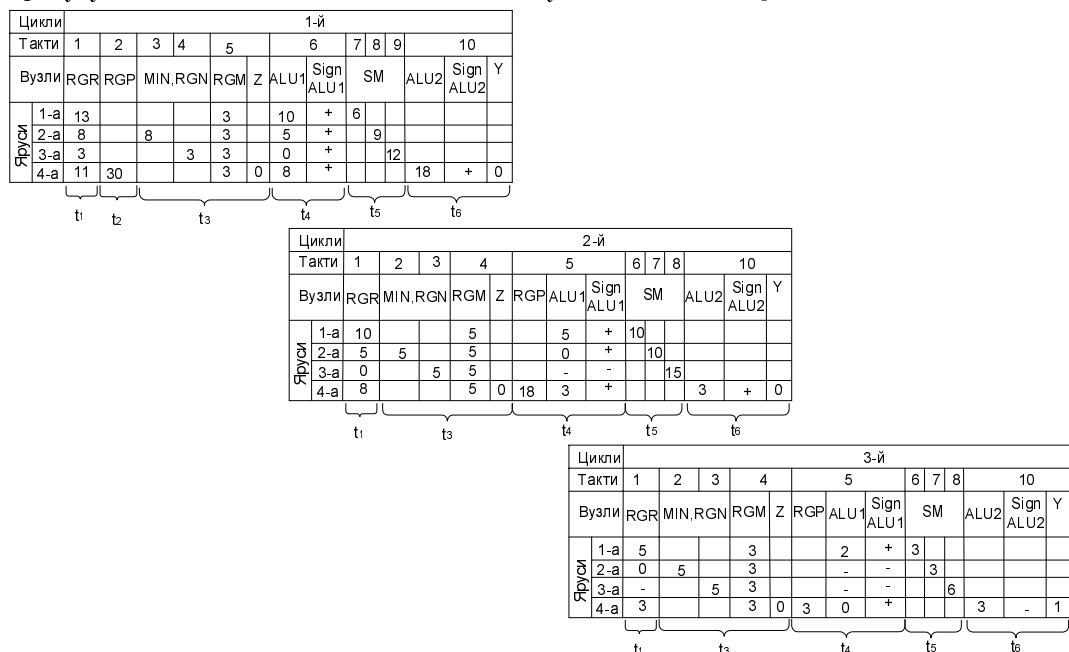 Цикли 1-й
Такти 1 2 3 4 5 6 7 8 9 10
Вузли RGR RGP MIN,RGN RGM Z ALU1 Sign ALU1 SM ALU2 Sign ALU2 Y
Яруси
1-а 13 3 10 + 6
2-а 8 8 3 5 + 9
3-а 3 3 3 0 + 12
4-а 11 30 3 0 8 + 18 + 0
t1 t2 t3 t4 t5 t6
Цикли 2-й
Такти 1 2 3 4 5 6 7 8 10
Вузли RGR MIN,RGN RGM Z RGP ALU1 Sign ALU1 SM ALU2 Sign ALU2 Y
Яруси
1-а 10 5 5 + 10
2-а 5 5 5 0 + 10
3-а 0 5 5 - - 15
4-а 8 5 0 18 3 + 3 + 0
t1 t3 t4 t5 t6
Цикли 3-й
Такти 1 2 3 4 5 6 7 8 10
Вузли RGR MIN,RGN RGM Z RGP ALU1 Sign ALU1 SM ALU2 Sign ALU2 Y
Яруси
1-а 5 3 2 + 3
2-а 0 5 3 - - 3
3-а - 5 3 - - 6
4-а 3 3 0 3 0 + 3 - 1
t1 t3 t4 t5 t6